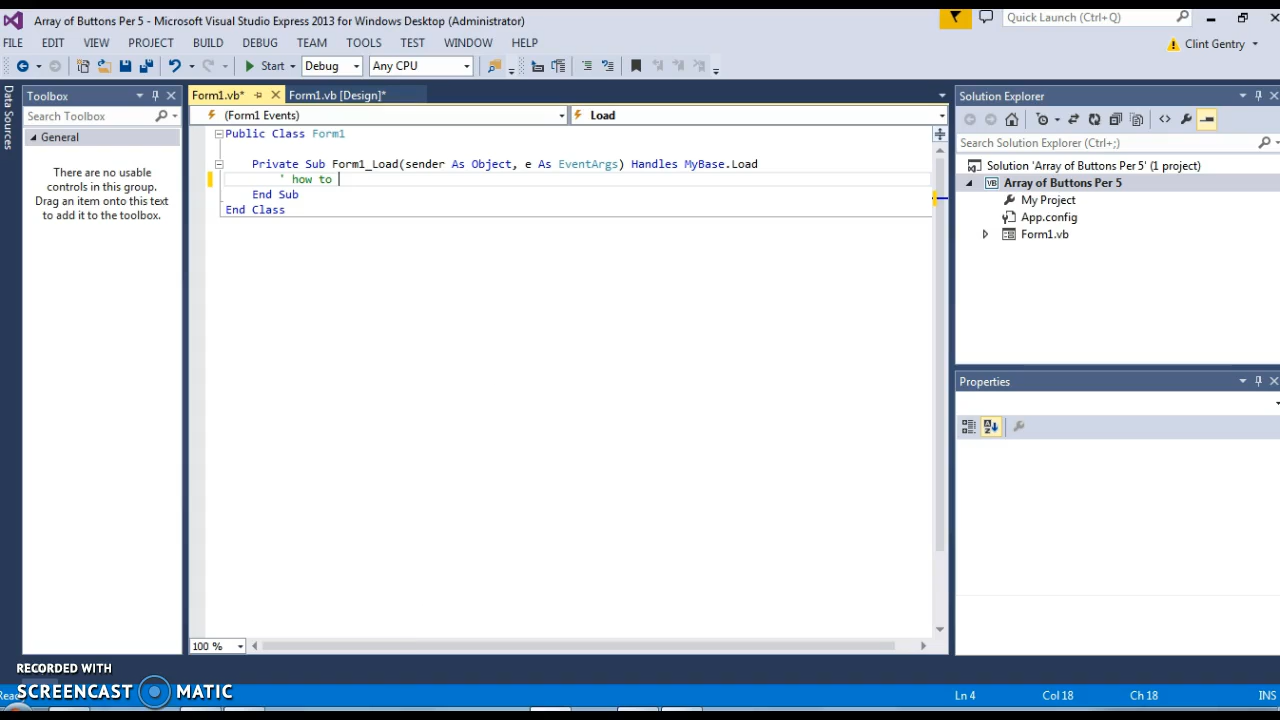 Array of Buttons Per 5 - Microsoft Visual Studio Express 2013 for Windows Desktop (Administrator)
Quick Launch (Ctrl+Q)
FILE EDIT VIEW PROJECT BUILD DEBUG TEAM TOOLS TEST WINDOW HELP
Clint Gentry
Start Debug Any CPU
Data Sources
Toolbox
Search Toolbox
General
There are no usable
controls in this group.
Drag an item onto this text
to add it to the toolbox.
Form1.vb* Form1.vb [Design]*
(Form1 Events) Load
Public Class Form1
Private Sub Form1_Load(sender As Object, e As EventArgs) Handles MyBase.Load
' how to
End Sub
End Class
100 %
Solution Explorer
Search Solution Explorer (Ctrl+;)
Solution 'Array of Buttons Per 5' (1 project)
VB Array of Buttons Per 5
My Project
App.config
Form1.vb
Properties
RECORDED WITH
SCREENCAST MATIC
Ln 4 Col 18 Ch 18 INS